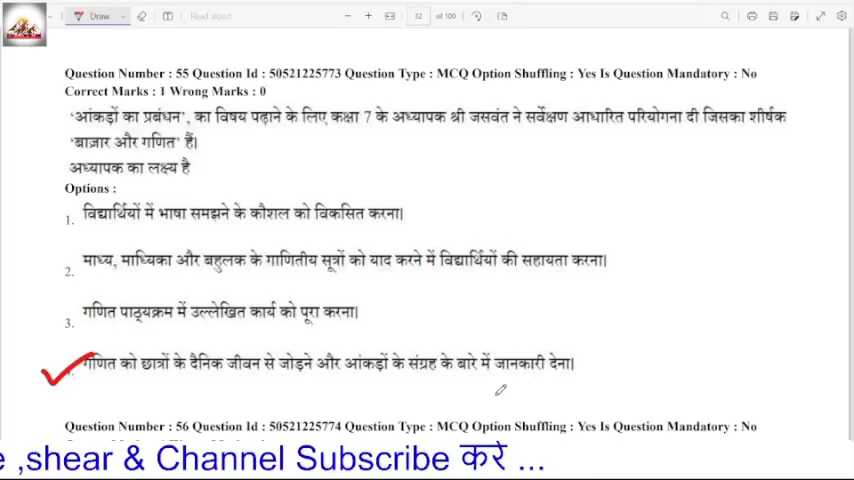 Draw
Read aloud
32 of 100
Question Number : 55 Question Id : 50521225773 Question Type : MCQ Option Shuffling : Yes Is Question Mandatory : No
Correct Marks : 1 Wrong Marks : 0
'आंकड़ों का प्रबंधन', का विषय पढ़ाने के लिए कक्षा 7 के अध्यापक श्री जसवंत ने सर्वेक्षण आधारित परियोगना दी जिसका शीर्षक
'बाज़ार और गणित' हैं।
अध्यापक का लक्ष्य है
Options :
1. विद्यार्थियों में भाषा समझने के कौशल को विकसित करना।
2. माध्य, माध्यिका और बहुलक के गाणितीय सूत्रों को याद करने में विद्यार्थियों की सहायता करना।
3. गणित पाठ्यक्रम में उल्लेखित कार्य को पूरा करना।
गणित को छात्रों के दैनिक जीवन से जोड़ने और आंकड़ों के संग्रह के बारे में जानकारी देना।
Question Number : 56 Question Id : 50521225774 Question Type : MCQ Option Shuffling : Yes Is Question Mandatory : No
e ,shear & Channel Subscribe करे ...